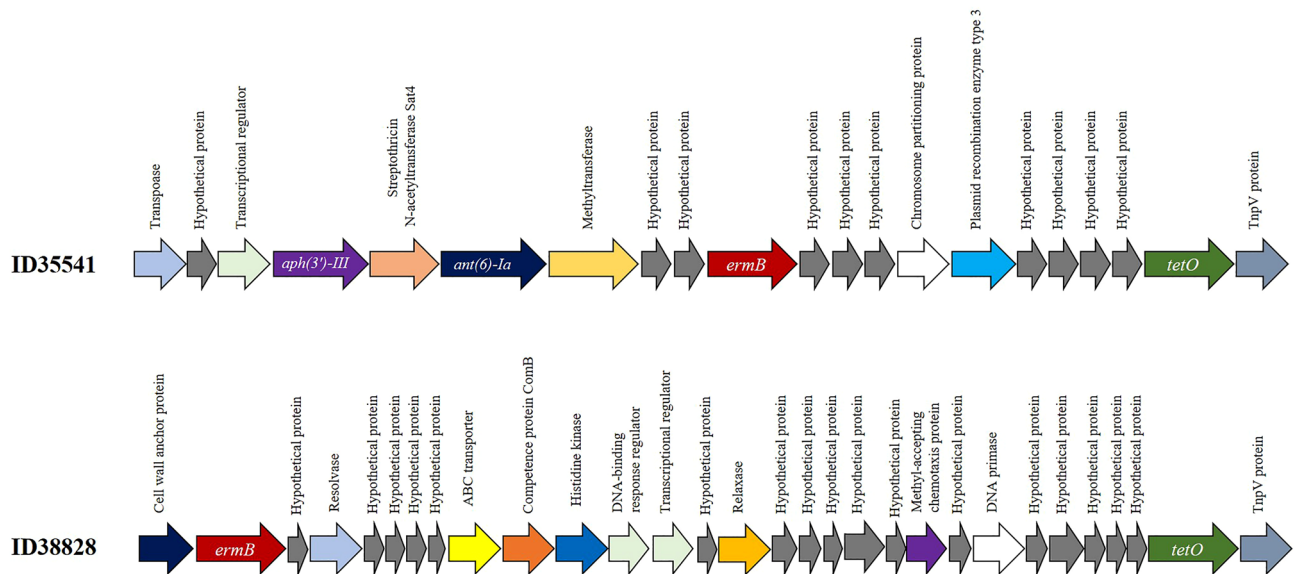 Transpoase
Hypothetical protein
Transcriptional regulator
Streptothricin
N-acetyltransferase Sat4
Methyltransferase
Hypothetical protein
Hypothetical protein
Hypothetical protein
Hypothetical protein
Hypothetical protein
Chromosome partitioning protein
Plasmid recombination enzyme type 3
Hypothetical protein
Hypothetical protein
Hypothetical protein
Hypothetical protein
TnpV protein
ID35541
aph(3')-III
ant(6)-Ia
ermB
tetO
Cell wall anchor protein
Hypothetical protein
Resolvase
Hypothetical protein
Hypothetical protein
Hypothetical protein
Hypothetical protein
ABC transporter
Competence protein ComB
Histidine kinase
DNA-binding
response regulator
Transcriptional regulator
Hypothetical protein
Relaxase
Hypothetical protein
Hypothetical protein
Hypothetical protein
Hypothetical protein
Hypothetical protein
Methyl-accepting
chemotaxis protein
Hypothetical protein
DNA primase
Hypothetical protein
Hypothetical protein
Hypothetical protein
Hypothetical protein
Hypothetical protein
TnpV protein
ID38828
ermB
tetO